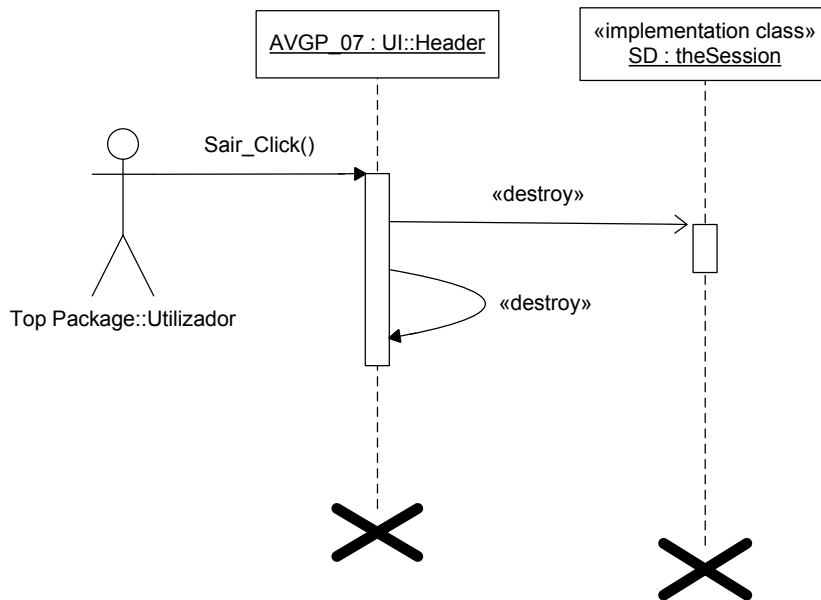 AVGP_07 : UI::Header
«implementation class»
SD : theSession
Sair_Click()
«destroy»
«destroy»
Top Package::Utilizador